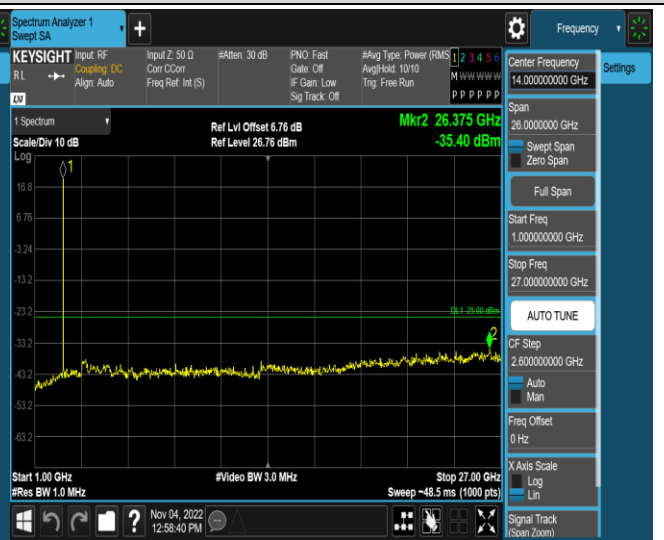 Spectrum Analyzer 1
Swept SA
Frequency
KEYSIGHT
R L
LXI
Input: RF
Coupling: DC
Align: Auto
Input Z: 50 Ω
Corr CCorr
Freq Ref: Int (S)
#Atten: 30 dB
PNO: Fast
Gate: Off
IF Gain: Low
Sig Track: Off
#Avg Type: Power (RMS
Avg|Hold: 10/10
Trig: Free Run
1 2 3 4 5 6
M W W W W W
P P P P P P
Center Frequency
14.000000000 GHz
Settings
1 Spectrum
Scale/Div 10 dB
Log
Ref Lvl Offset 6.76 dB
Ref Level 26.76 dBm
Mkr2 26.375 GHz
-35.40 dBm
1
16.8
6.76
-3.24
-13.2
-23.2
-33.2
-43.2
-53.2
-63.2
DL1 -25.00 dBm
2
Start 1.00 GHz
#Res BW 1.0 MHz
#Video BW 3.0 MHz
Stop 27.00 GHz
Sweep ~48.5 ms (1000 pts)
Span
26.0000000 GHz
Swept Span
Zero Span
Full Span
Start Freq
1.000000000 GHz
Stop Freq
27.000000000 GHz
AUTO TUNE
CF Step
2.600000000 GHz
Auto
Man
Freq Offset
0 Hz
X Axis Scale
Log
Lin
Signal Track
(Span Zoom)
?
Nov 04, 2022
12:58:40 PM